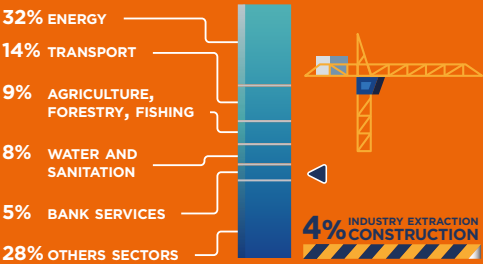 32% ENERGY
14% TRANSPORT
9% AGRICULTURE,
FORESTRY, FISHING
8% WATER AND
SANITATION
5% BANK SERVICES
28% OTHERS SECTORS
4% INDUSTRY EXTRACTION
CONSTRUCTION